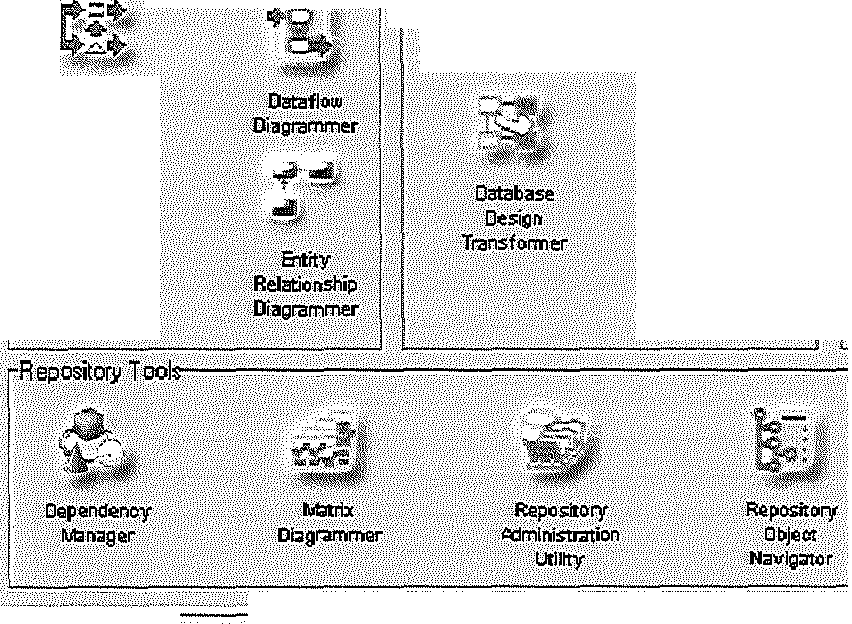 Dataflow
Diagrammer
Entity
Relationship
Diagrammer
Database
Design
Transformer
Repository Tools
Dependency
Manager
Matrix
Diagrammer
Repository
Administration
Utility
Repository
Object
Navigator